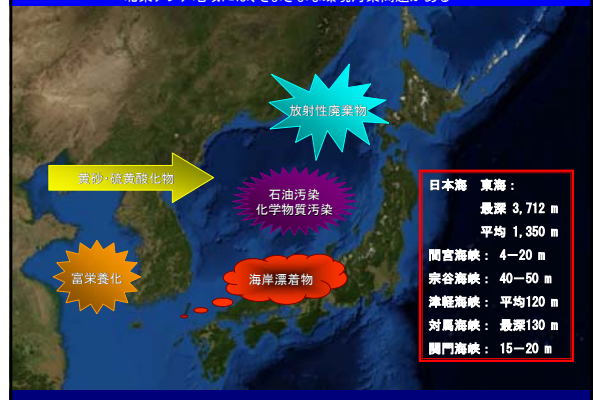 放射性廃棄物
黄砂・硫黄酸化物
石油汚染
化学物質汚染
富栄養化
海岸漂着物
日本海 東海：
最深 3,712 m
平均 1,350 m
間宮海峡： 4－20 m
宗谷海峡： 40－50 m
津軽海峡： 平均120 m
対馬海峡： 最深130 m
関門海峡： 15－20 m